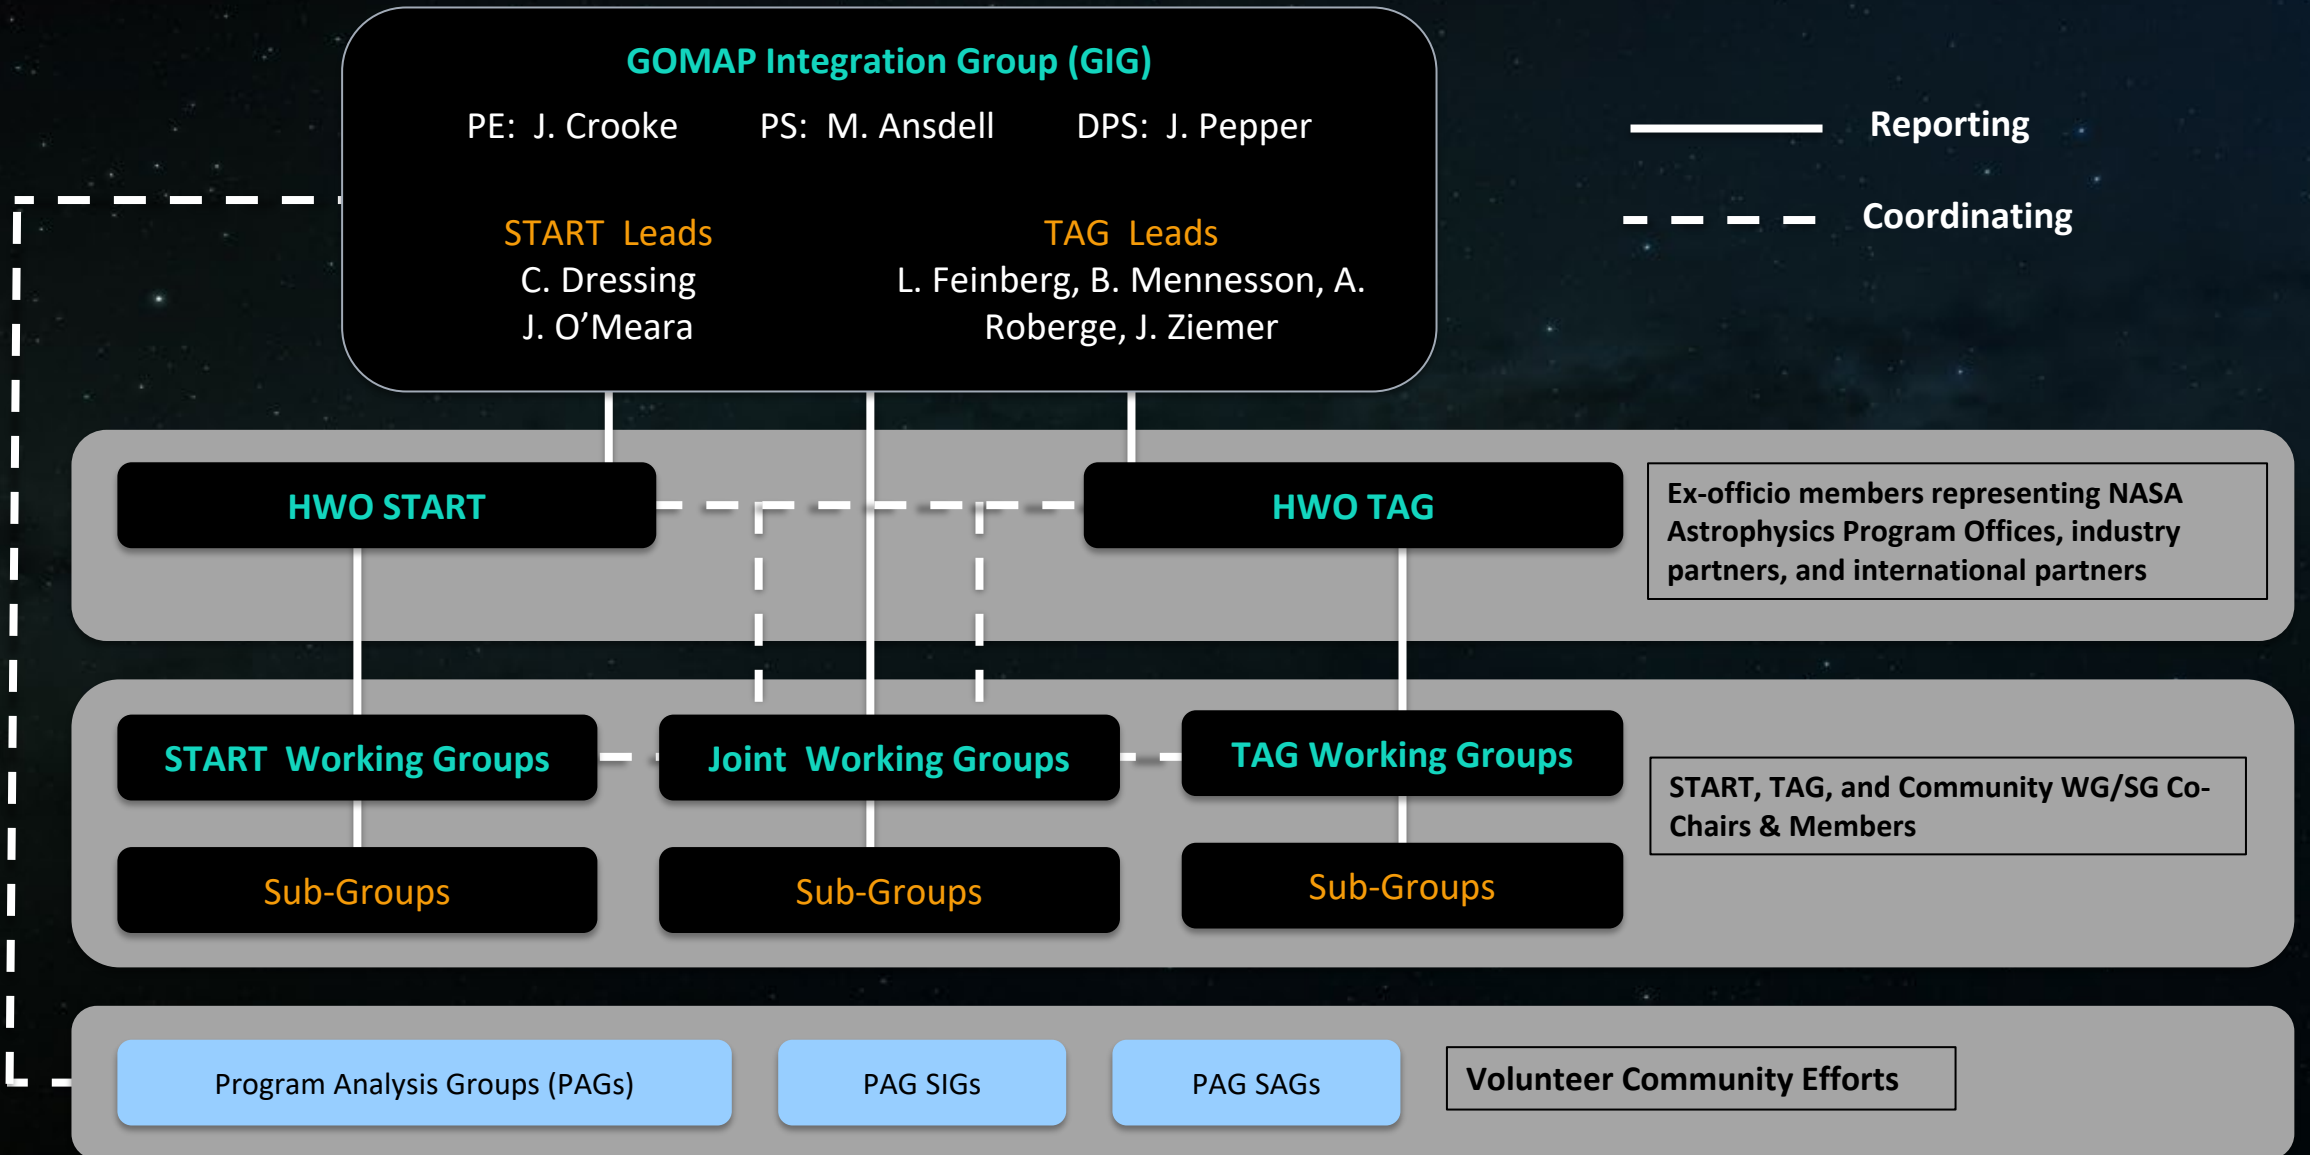 GOMAP Integration Group (GIG)
PE: J. Crooke PS: M. Ansdell DPS: J. Pepper
START Leads
C. Dressing
J. O’Meara
TAG Leads
L. Feinberg, B. Mennesson, A.
Roberge, J. Ziemer
Reporting
Coordinating
HWO START
HWO TAG
Ex-officio members representing NASA
Astrophysics Program Offices, industry
partners, and international partners
START Working Groups
Joint Working Groups
TAG Working Groups
START, TAG, and Community WG/SG Co-
Chairs & Members
Sub-Groups
Sub-Groups
Sub-Groups
Program Analysis Groups (PAGs)
PAG SIGs
PAG SAGs
Volunteer Community Efforts